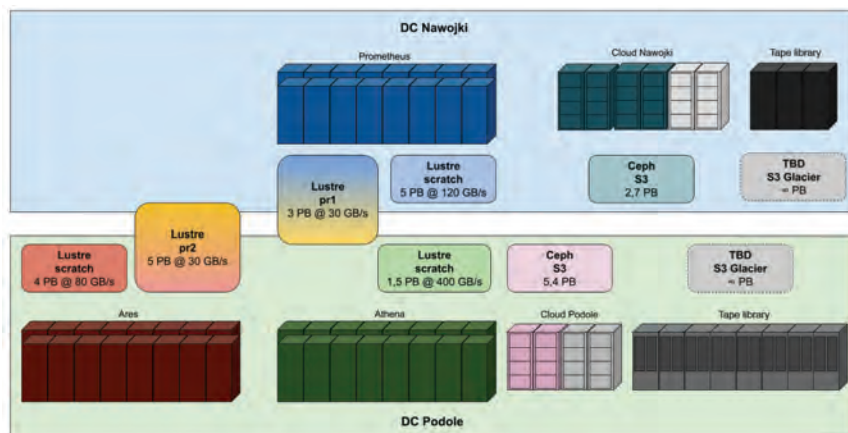 DC Nawojki
Prometheus
Cloud Nawojki
Tape library
Lustre
pr1
3 PB @ 30 GB/s
Lustre
scratch
5 PB @ 120 GB/s
Ceph
S3
2,7 PB
TBD
S3 Glacier
∞ PB
Lustre
pr2
5 PB @ 30 GB/s
Lustre
scratch
4 PB @ 80 GB/s
Lustre
scratch
1,5 PB @ 400 GB/s
Ceph
S3
5,4 PB
TBD
S3 Glacier
∞ PB
Ares
Athena
Cloud Podole
Tape library
DC Podole